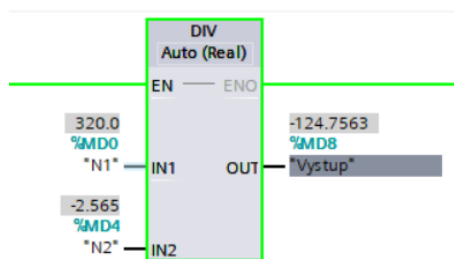 DIV
Auto (Real)
EN ENO
320.0
%MD0
"N1" IN1
-124.7563
%MD8
OUT "Vystup"
-2.565
%MD4
"N2" IN2